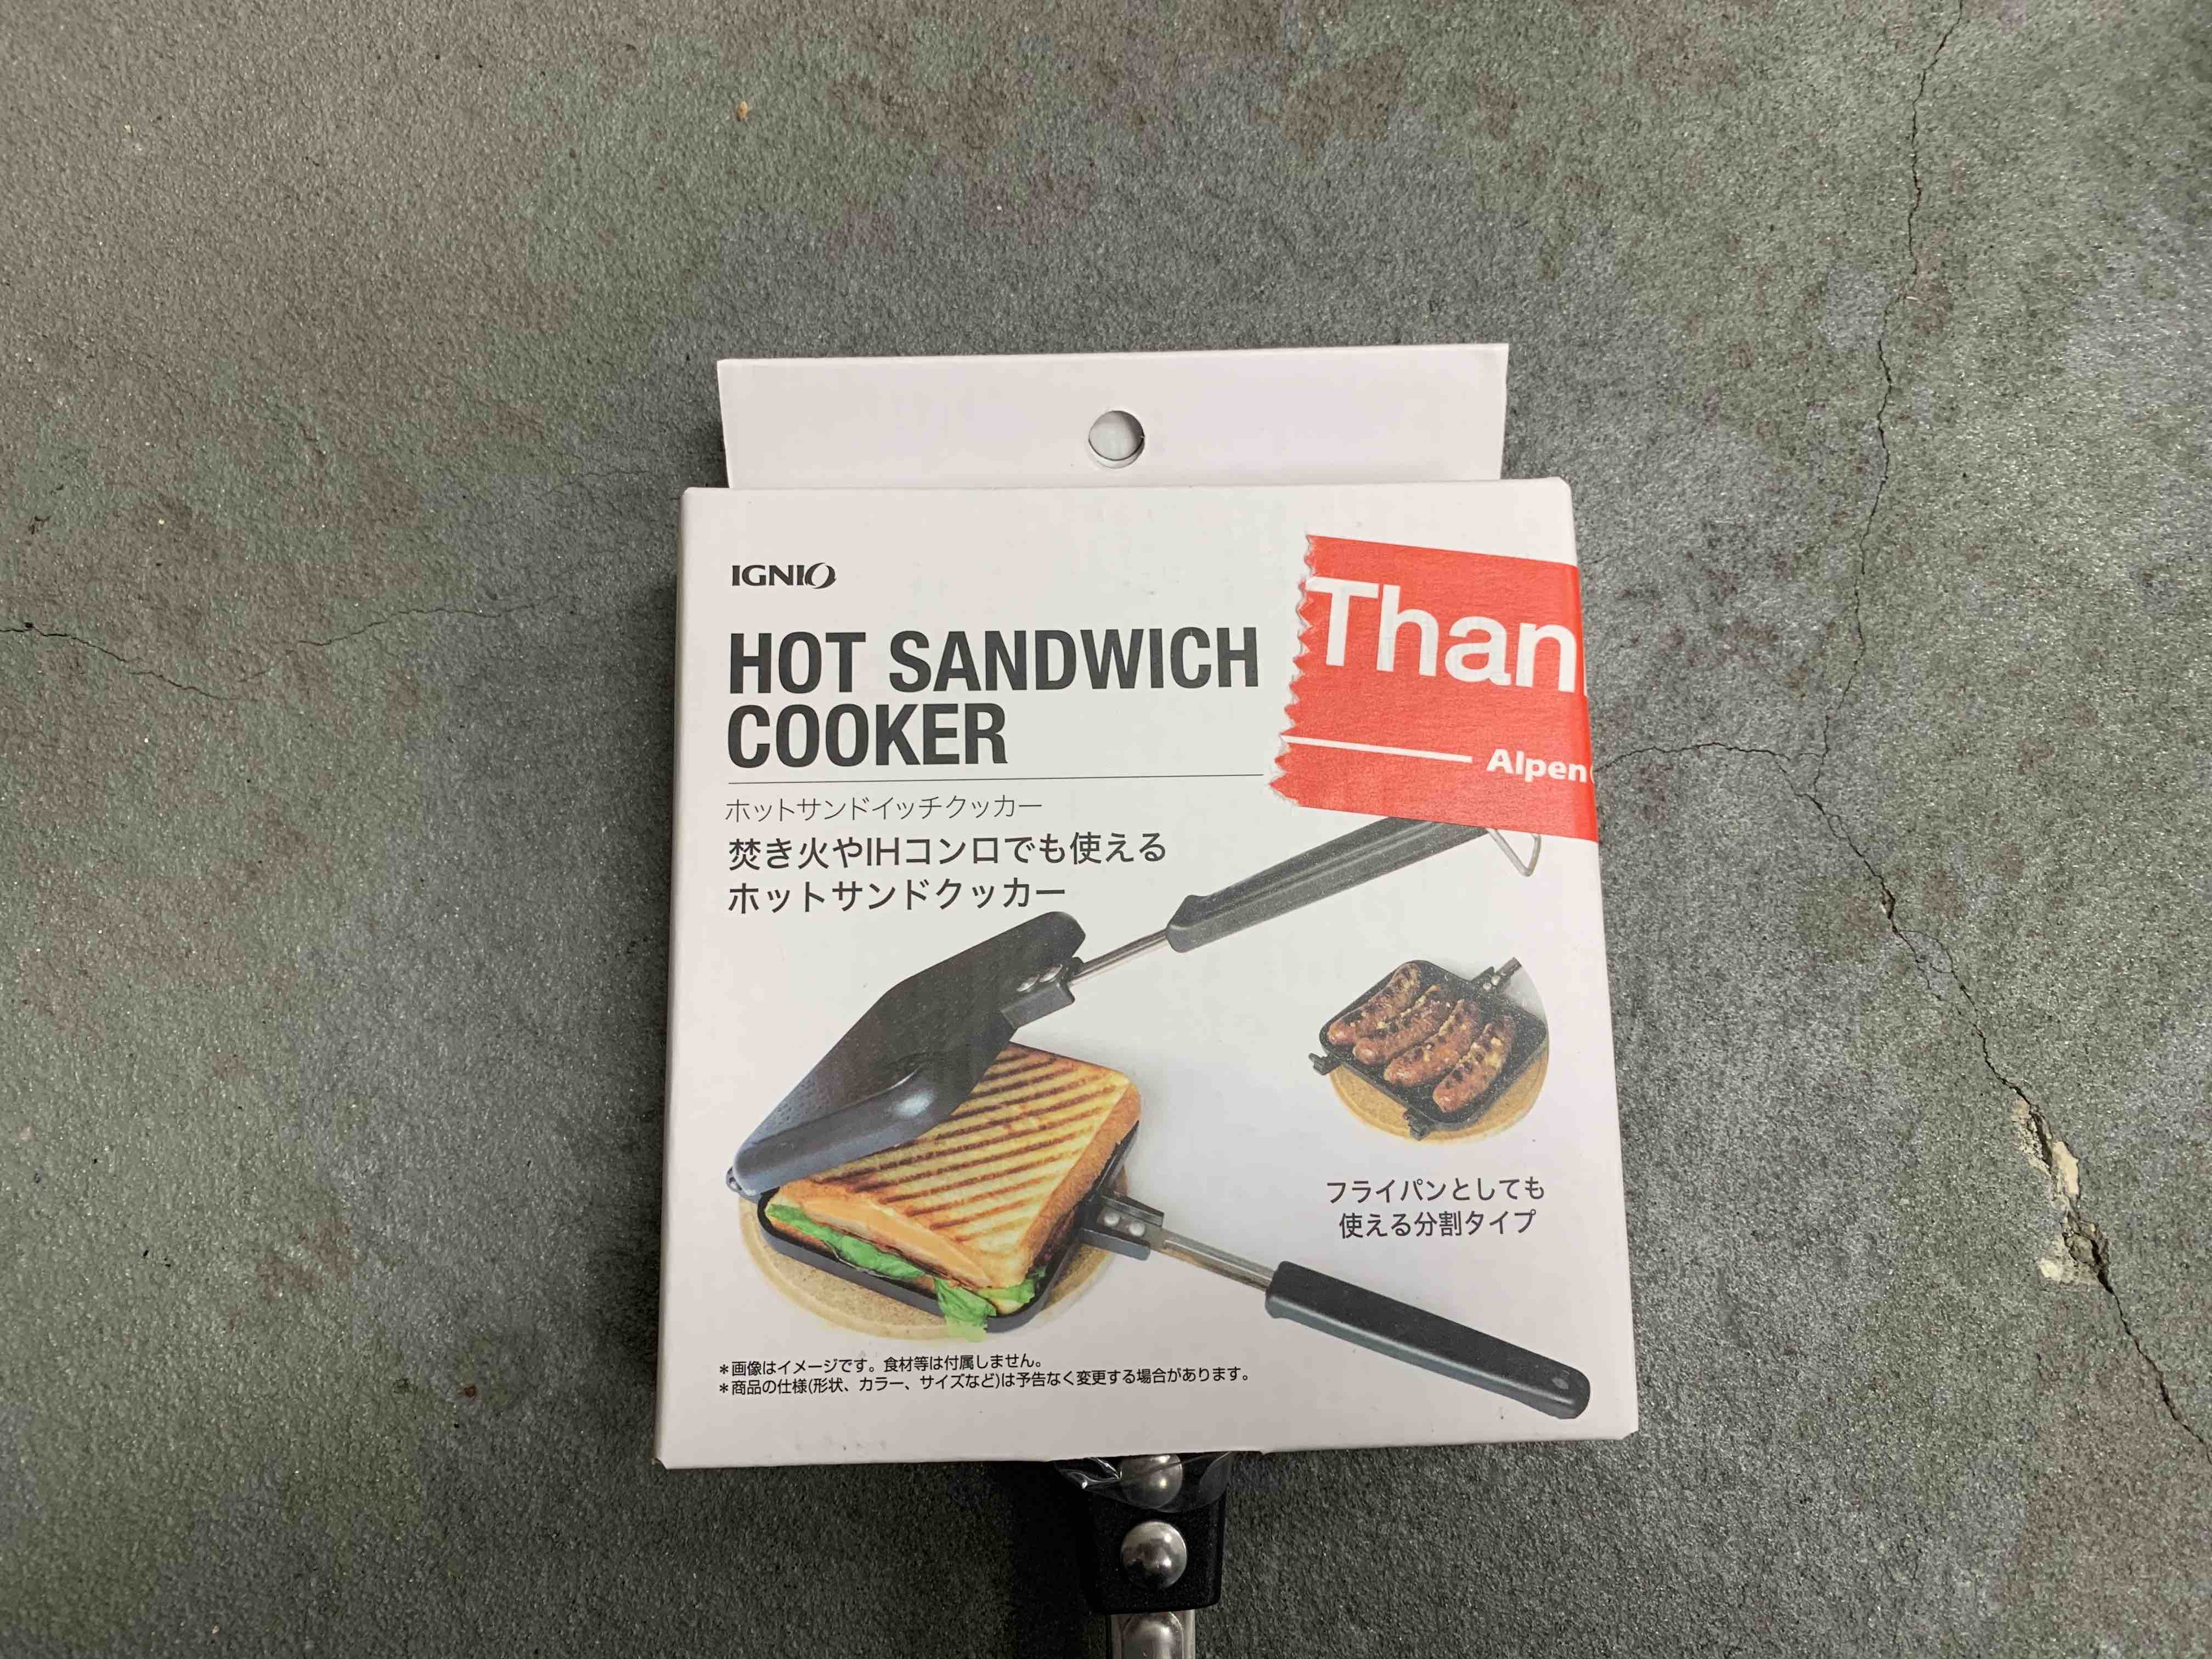 IGNIO
HOT SANDWICH
COOKER
Than
Alpen
ホットサンドイッチクッカー
焚き火やIHコンロでも使える
ホットサンドクッカー
フライパンとしても
使える分割タイプ
*画像はイメージです。食材等は付属しません。
*商品の仕様(形状、カラー、サイズなど)は予告なく変更する場合があります。